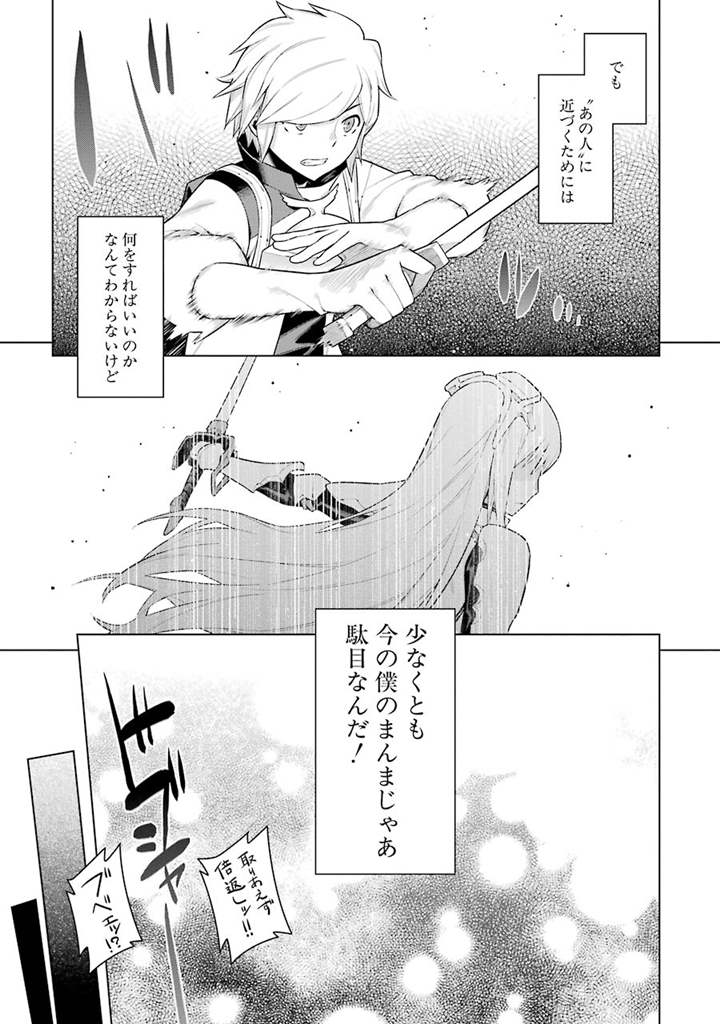 でも
“あの人”に
近づくためには
何をすればいいのか
なんてわからないけど
少なくとも
今の僕のまんまじゃあ
駄目なんだ！
ドゴシャ
取りあえず
倍返しッ!!
ブベェッ!?